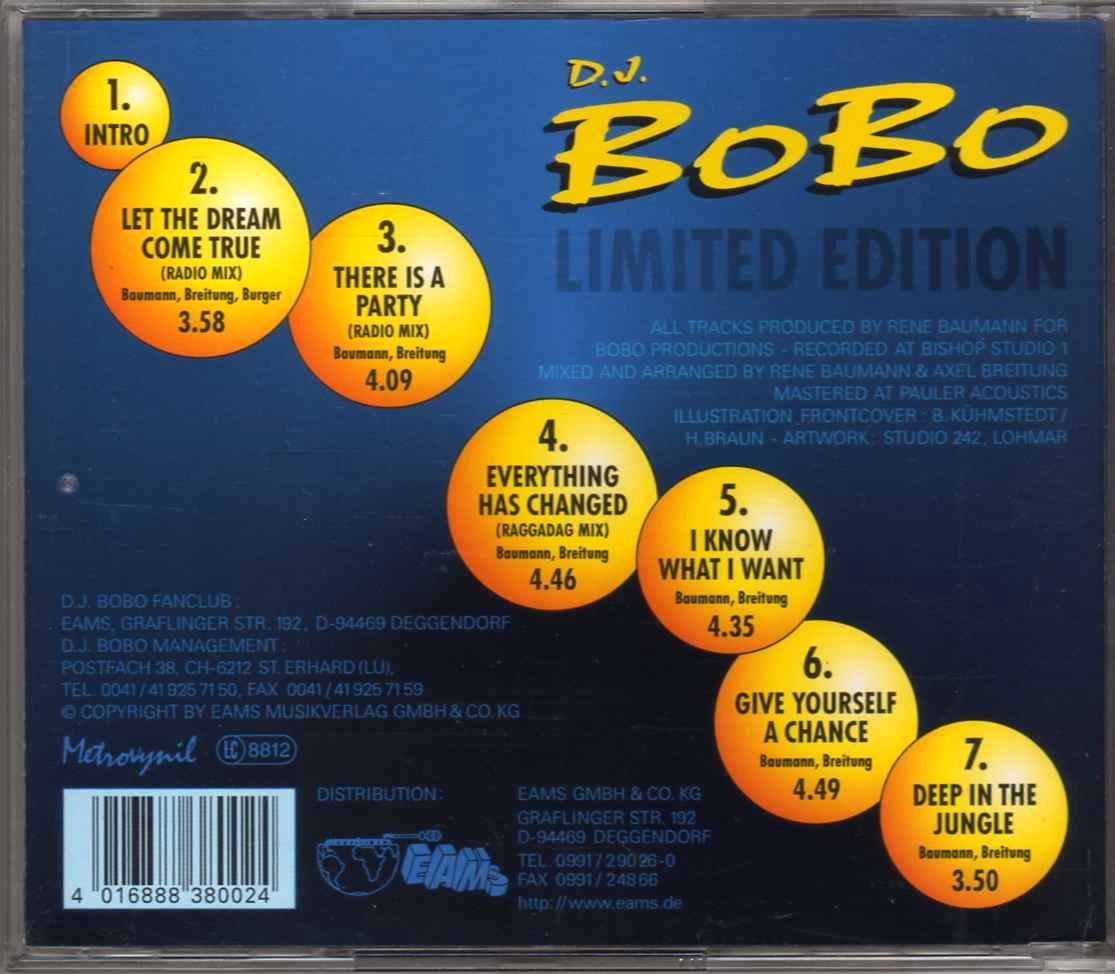 1.
INTRO
2.
LET THE DREAM
COME TRUE
(RADIO MIX)
Baumann, Breitung, Burger
3.58
3.
THERE IS A
PARTY
(RADIO MIX)
Baumann, Breitung
4.09
4.
EVERYTHING
HAS CHANGED
(RAGGADAG MIX)
Baumann, Breitung
4.46
5.
I KNOW
WHAT I WANT
Baumann, Breitung
4.35
6.
GIVE YOURSELF
A CHANCE
Baumann, Breitung
4.49
7.
DEEP IN THE
JUNGLE
Baumann, Breitung
3.50
D.J.
BOBO
LIMITED EDITION
ALL TRACKS PRODUCED BY RENE BAUMANN FOR
BOBO PRODUCTIONS - RECORDED AT BISHOP STUDIO 1
MIXED AND ARRANGED BY RENE BAUMANN & AXEL BREITUNG
MASTERED AT PAULER ACOUSTICS
ILLUSTRATION FRONTCOVER : B. KÜHMSTEDT /
H. BRAUN - ARTWORK : STUDIO 242, LOHMAR
D.J. BOBO FANCLUB :
EAMS, GRAFLINGER STR. 192, D-94469 DEGGENDORF
D.J. BOBO MANAGEMENT :
POSTFACH 38, CH-6212 ST. ERHARD (LU),
TEL. 0041 / 41 925 71 50, FAX 0041 / 41 925 71 59
© COPYRIGHT BY EAMS MUSIKVERLAG GMBH & CO. KG
Metrovynil LC 8812
4 016888 380024
DISTRIBUTION :
EAMS
EAMS GMBH & CO. KG
GRAFLINGER STR. 192
D-94469 DEGGENDORF
TEL. 0991 / 2 90 26-0
FAX 0991 / 2 48 66
http://www.eams.de